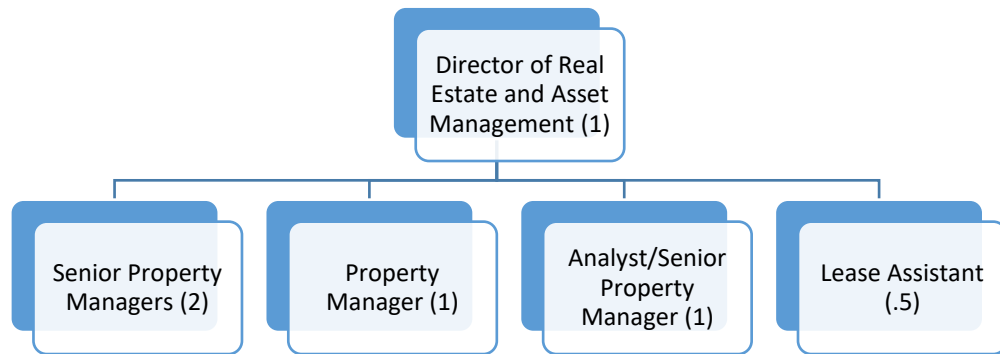 Director of Real
Estate and Asset
Management (1)
Senior Property
Managers (2)
Property
Manager (1)
Analyst/Senior
Property
Manager (1)
Lease Assistant
(.5)